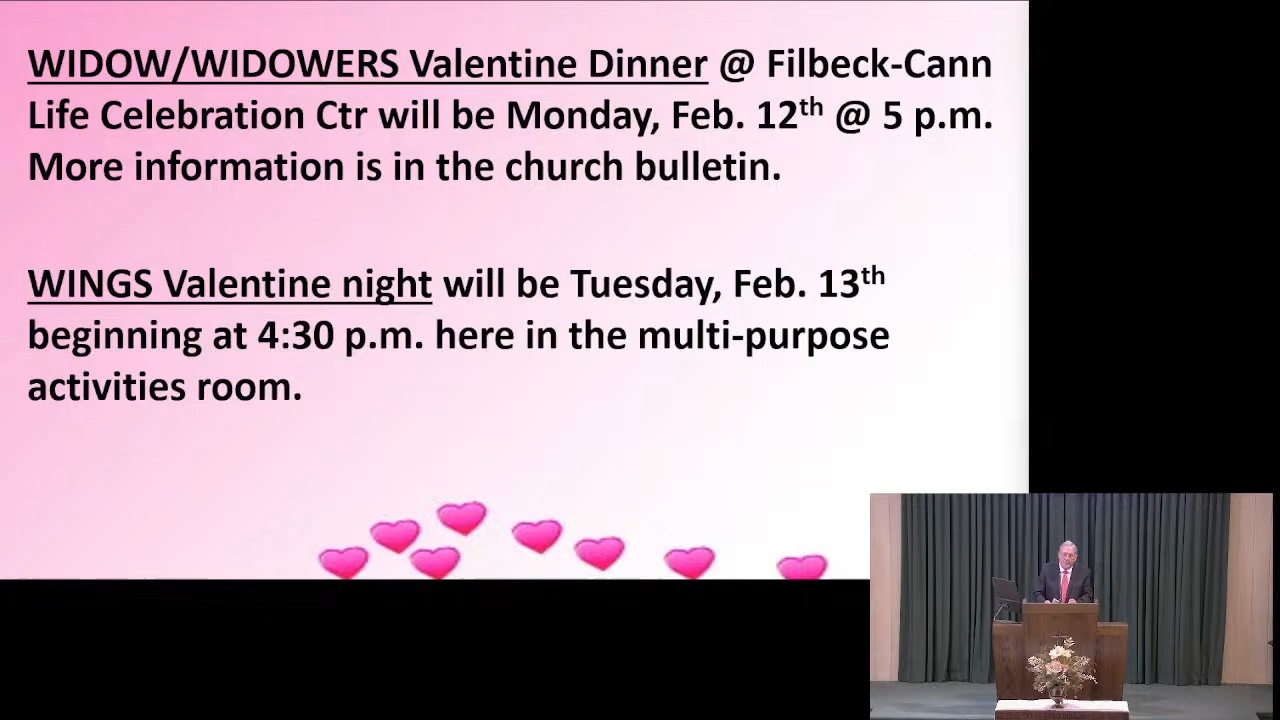 WIDOW/WIDOWERS Valentine Dinner @ Filbeck-Cann
Life Celebration Ctr will be Monday, Feb. 12th @ 5 p.m.
More information is in the church bulletin.
WINGS Valentine night will be Tuesday, Feb. 13th
beginning at 4:30 p.m. here in the multi-purpose
activities room.